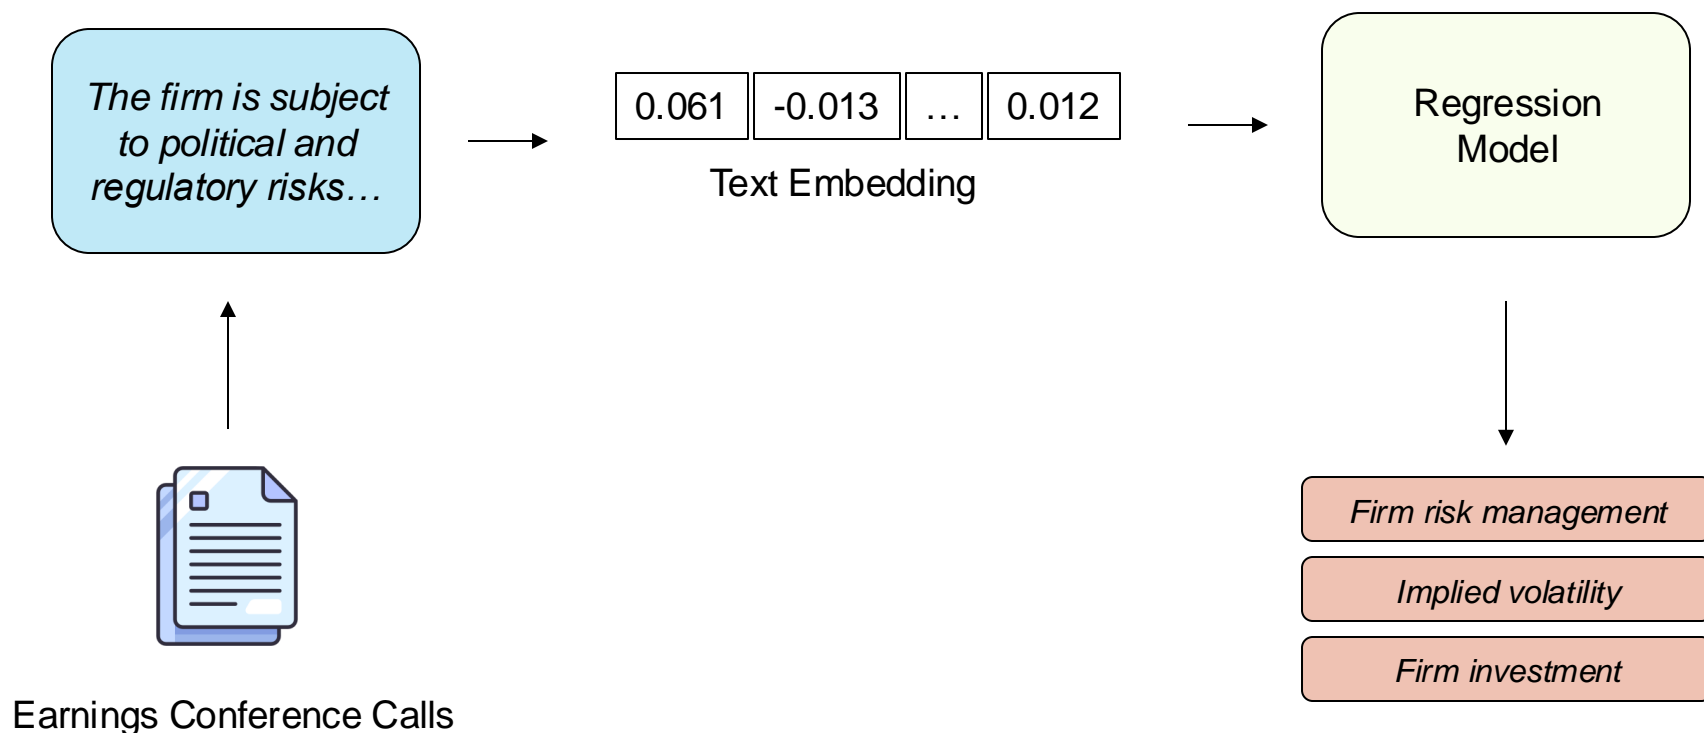 The firm is subject
to political and
regulatory risks…
0.061 -0.013 … 0.012
Text Embedding
Regression
Model
Earnings Conference Calls
Firm risk management
Implied volatility
Firm investment